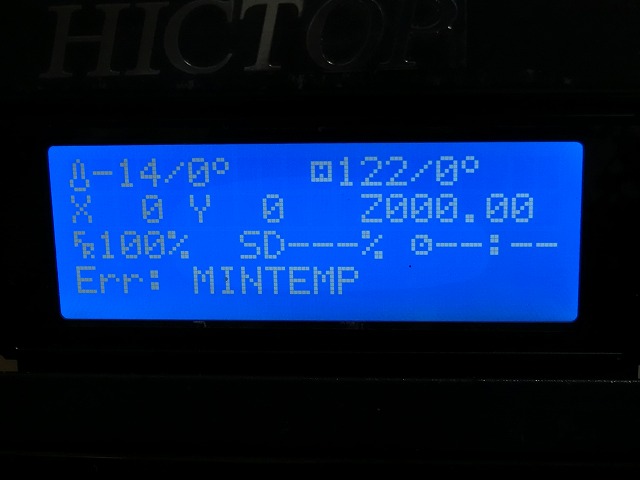 HICTOP
-14/0° 122/0°
X 0 Y 0 Z000.00
100% SD---% --:--
Err: MINTEMP